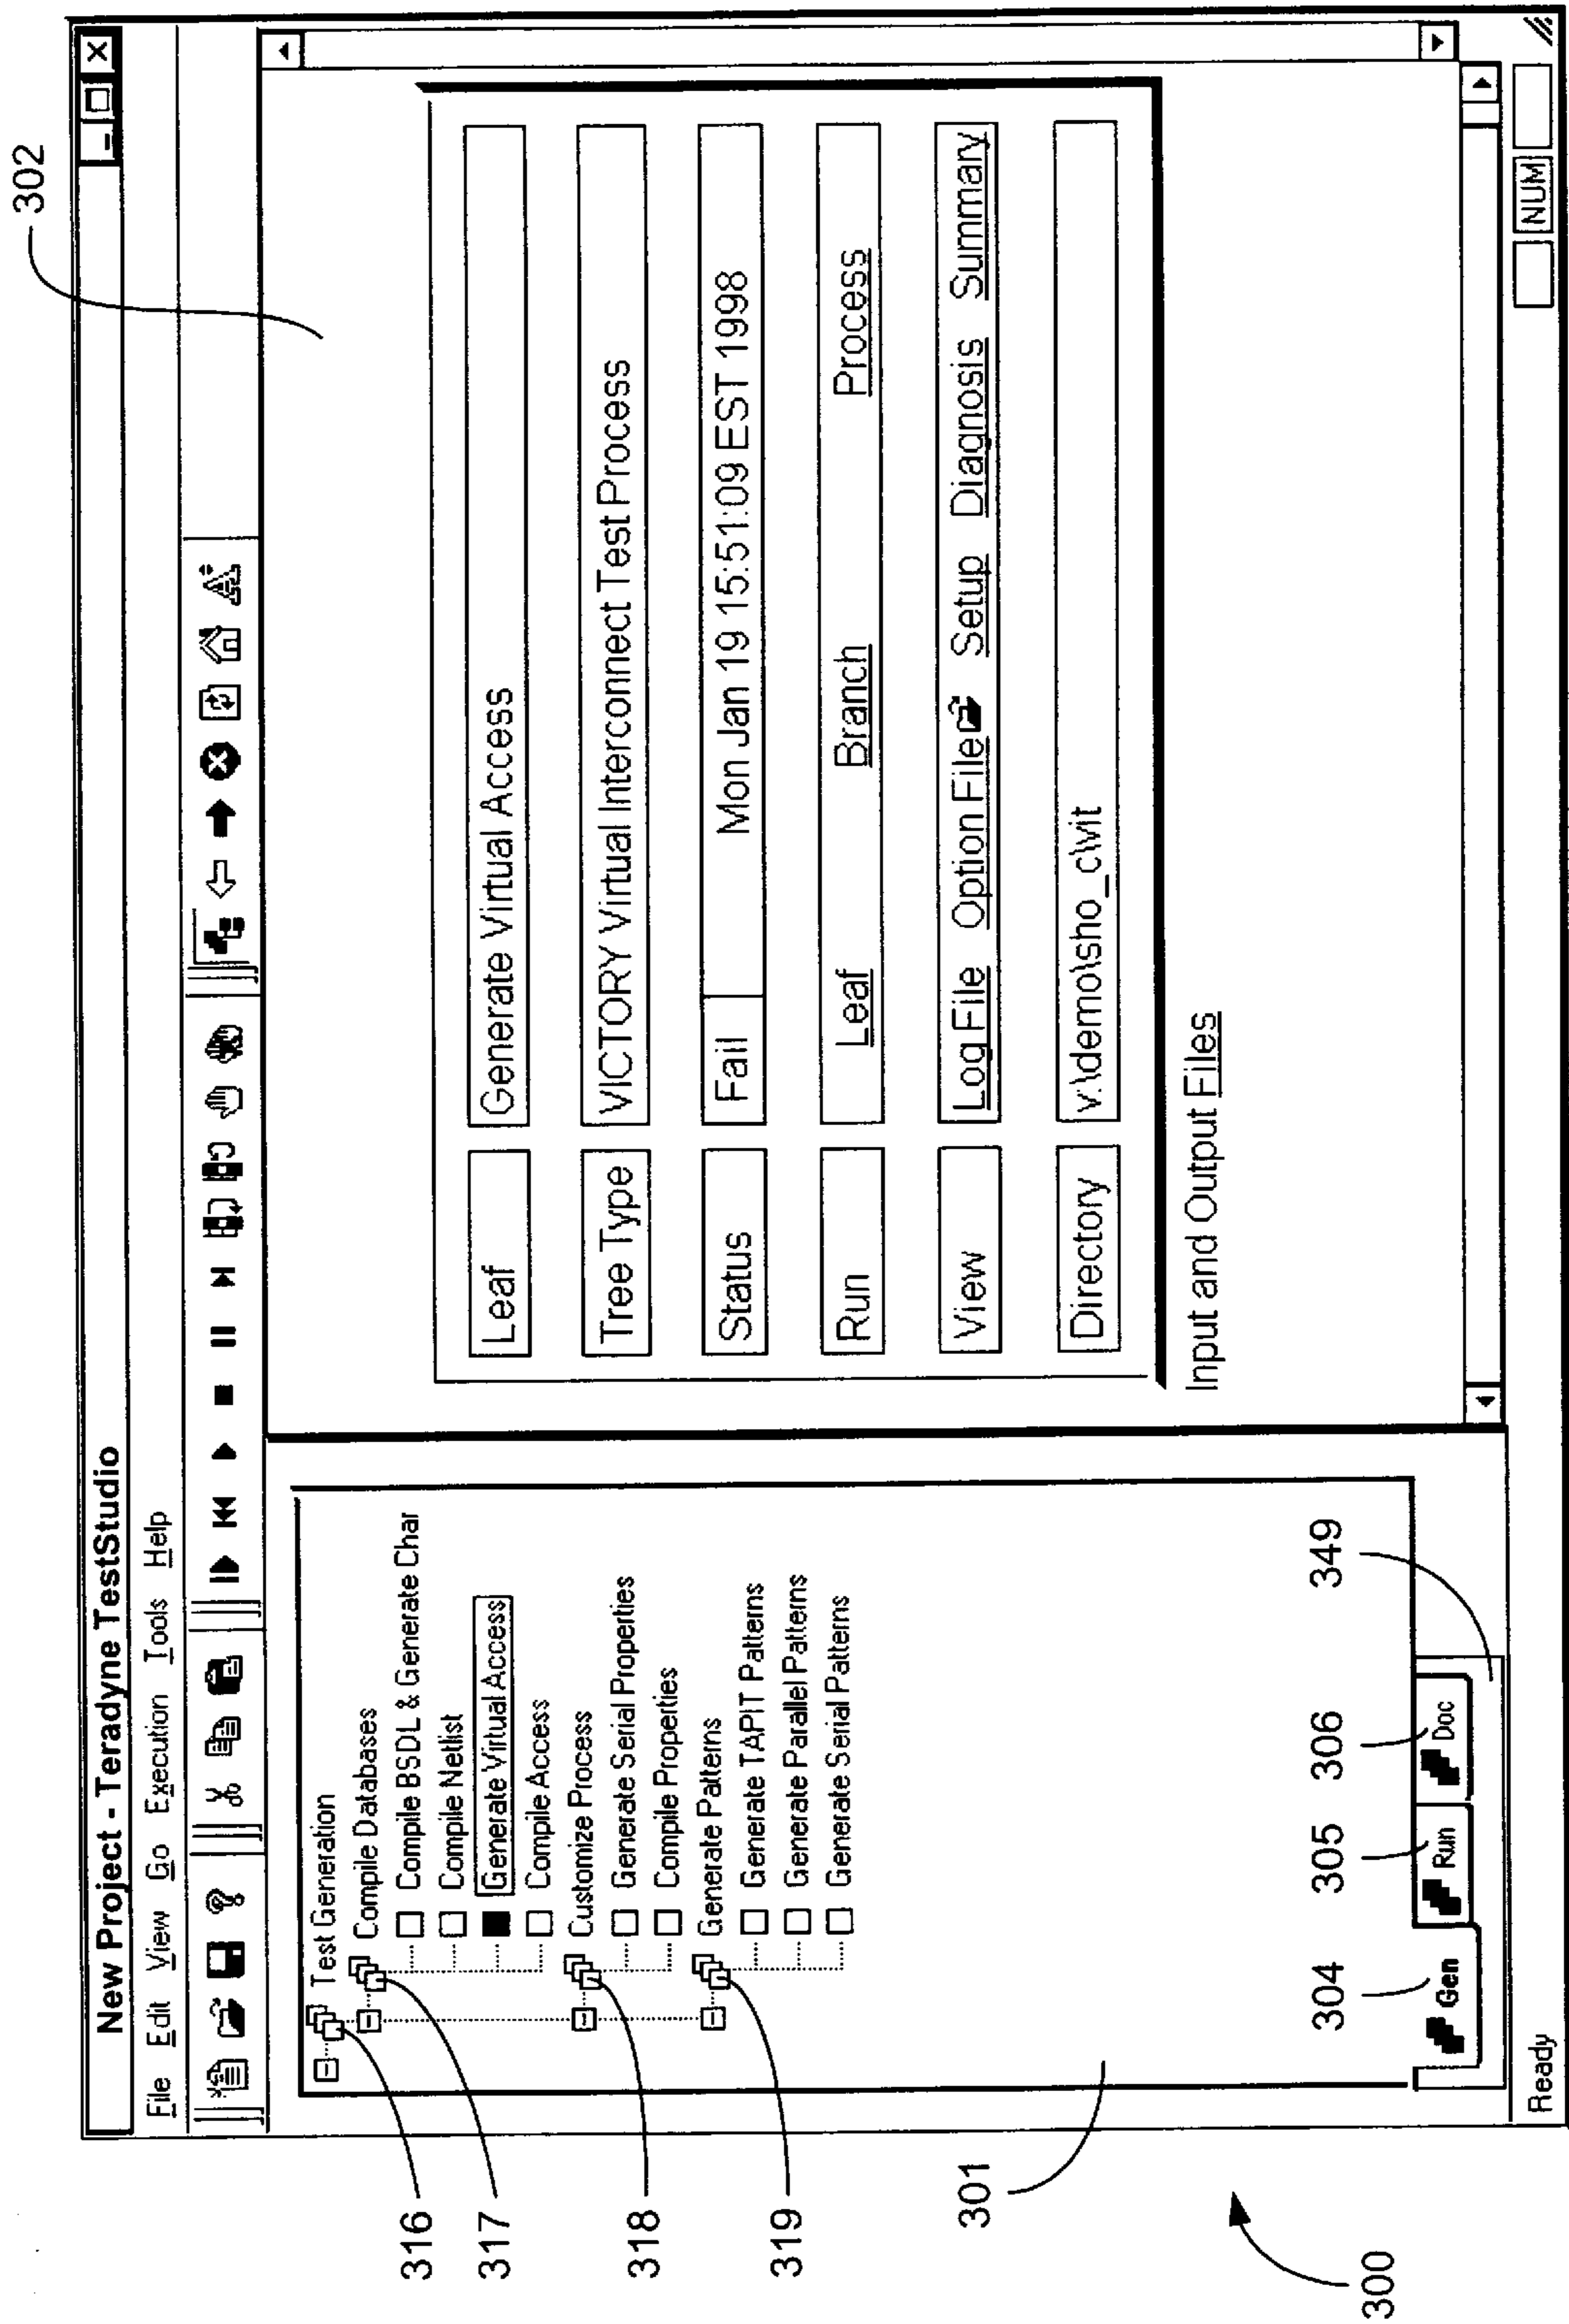 302
New Project - Teradyne TestStudio
File Edit View Go Execution Tools Help
Test Generation
Compile Databases
Compile BSDL & Generate Char
Compile Netlist
Generate Virtual Access
Compile Access
Customize Process
Generate Serial Properties
Compile Properties
Generate Patterns
Generate TAPIT Patterns
Generate Parallel Patterns
Generate Serial Patterns
316
317
318
319
301
300
304
305
306
349
Gen
Run
Doc
Leaf Generate Virtual Access
Tree Type VICTORY Virtual Interconnect Test Process
Status Fail Mon Jan 19 15:51:09 EST 1998
Run Leaf Branch Process
View Log File Option File Setup Diagnosis Summary
Directory v:\demo\sho_c\vit
Input and Output Files
Ready
NUM